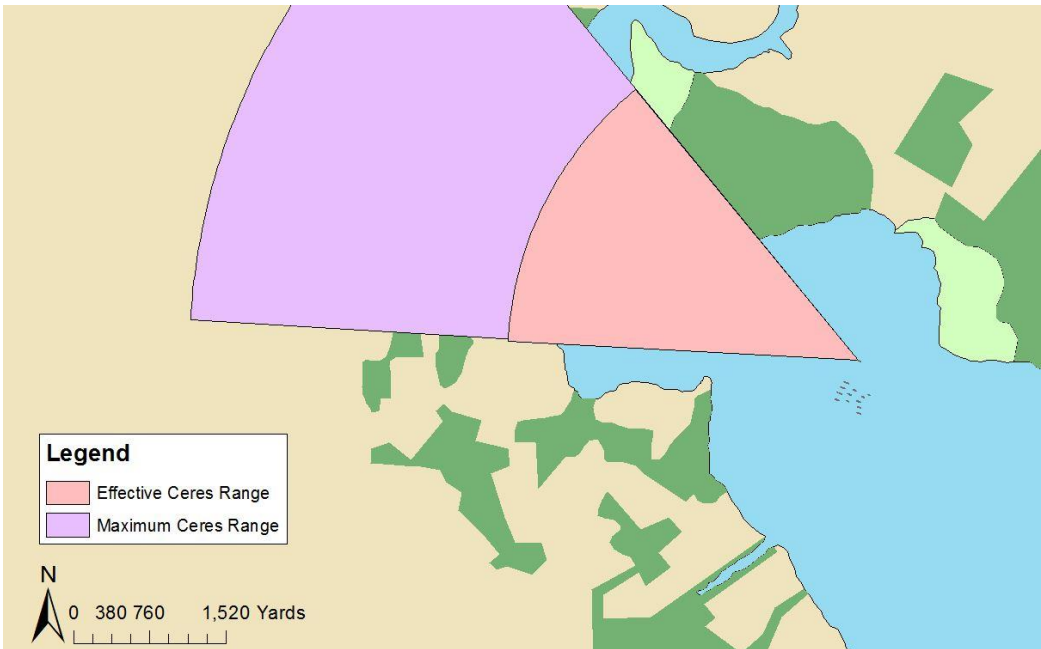 Legend
Effective Ceres Range
Maximum Ceres Range
N
0 380 760 1,520 Yards